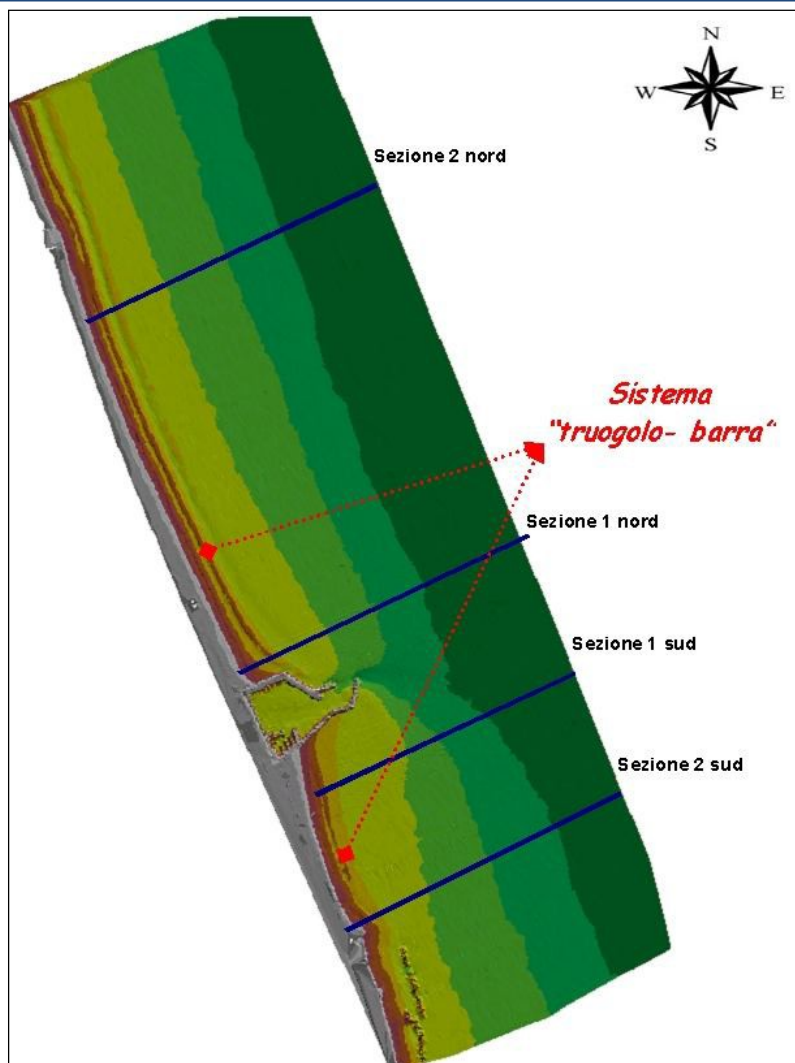 N
W E
S
Sezione 2 nord
Sistema
"truogolo- barra"
Sezione 1 nord
Sezione 1 sud
Sezione 2 sud